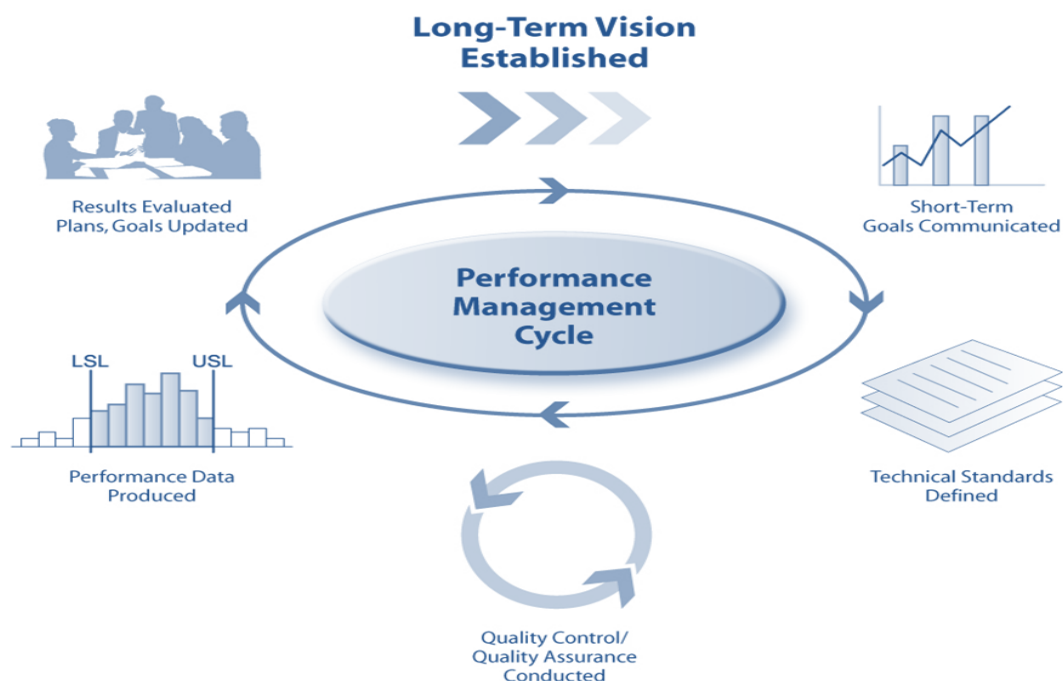 Long-Term Vision
Established
Results Evaluated
Plans, Goals Updated
Short-Term
Goals Communicated
Performance
Management
Cycle
LSL USL
Performance Data
Produced
Technical Standards
Defined
Quality Control/
Quality Assurance
Conducted